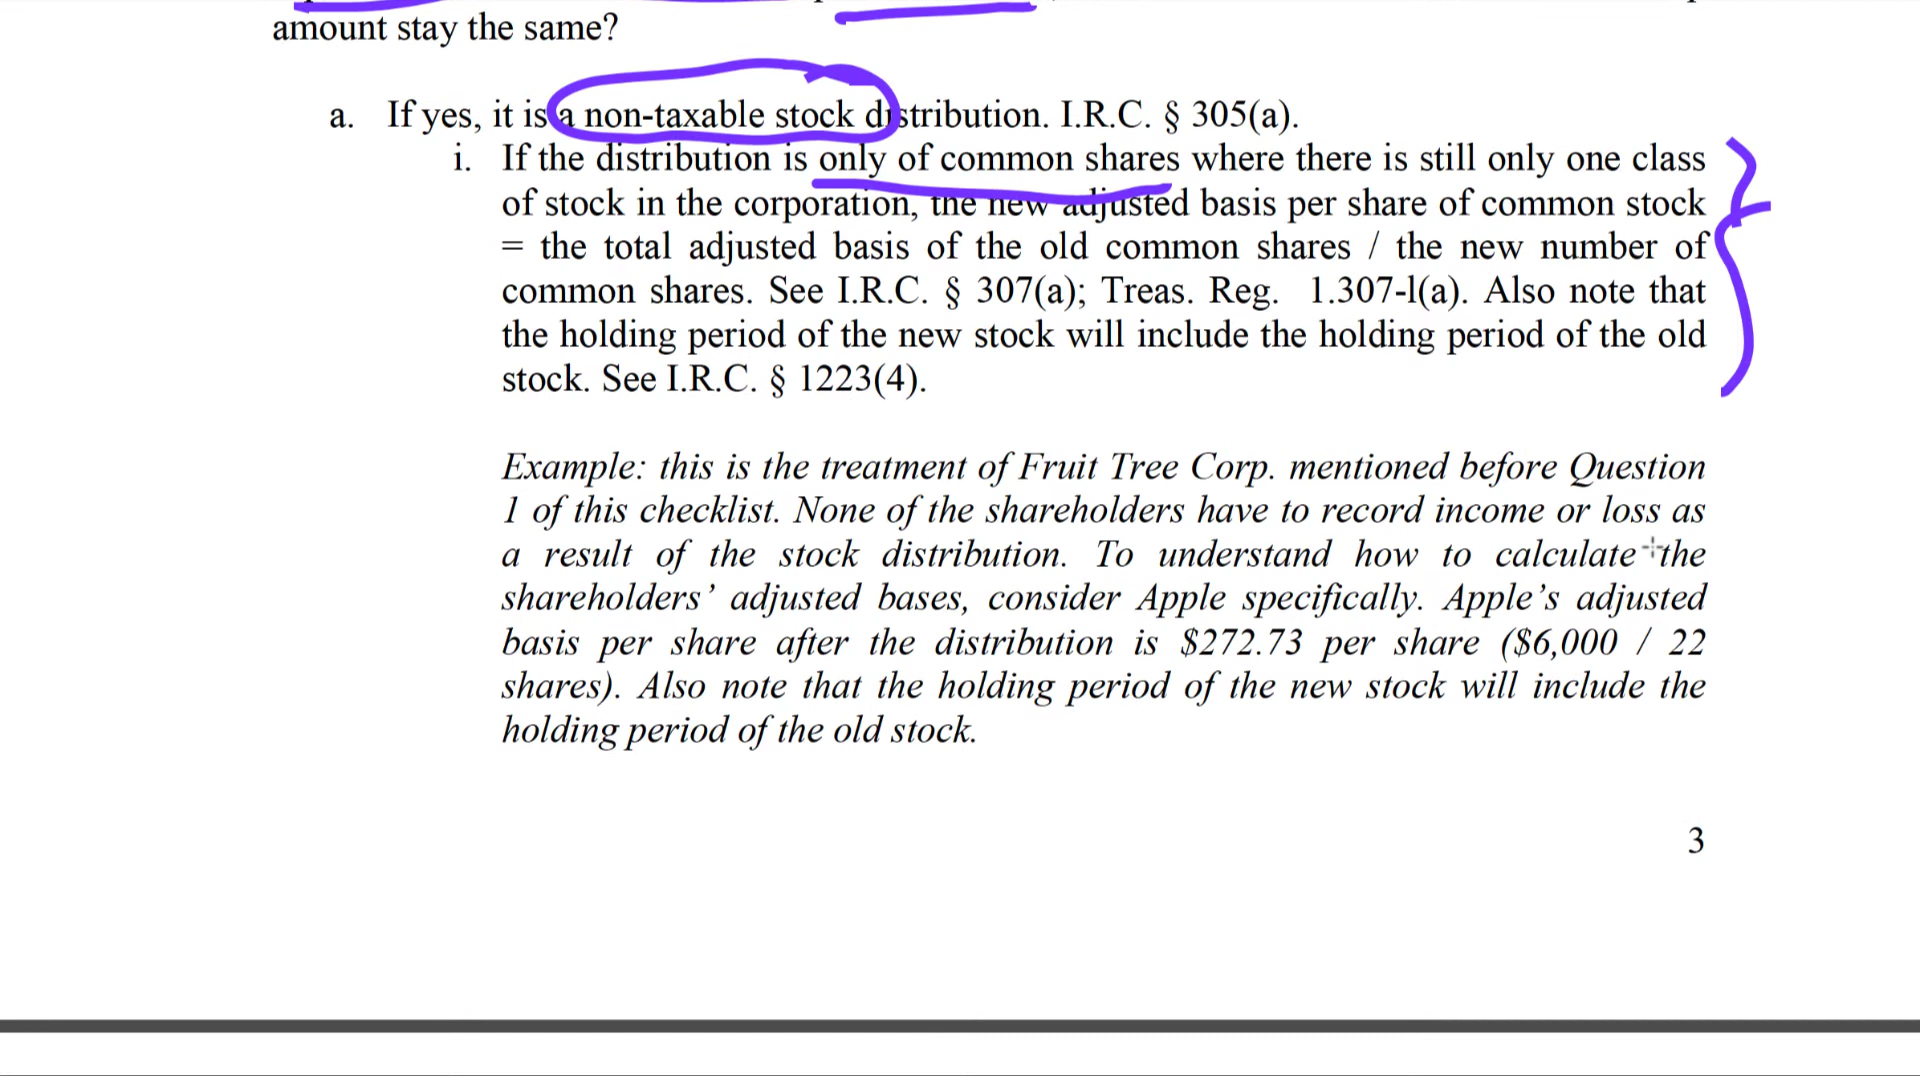 amount stay the same?
a. If yes, it is a non-taxable stock distribution. I.R.C. § 305(a).
i. If the distribution is only of common shares where there is still only one class
of stock in the corporation, the new adjusted basis per share of common stock
= the total adjusted basis of the old common shares / the new number of
common shares. See I.R.C. § 307(a); Treas. Reg. 1.307-l(a). Also note that
the holding period of the new stock will include the holding period of the old
stock. See I.R.C. § 1223(4).
Example: this is the treatment of Fruit Tree Corp. mentioned before Question
1 of this checklist. None of the shareholders have to record income or loss as
a result of the stock distribution. To understand how to calculate the
shareholders’ adjusted bases, consider Apple specifically. Apple’s adjusted
basis per share after the distribution is $272.73 per share ($6,000 / 22
shares). Also note that the holding period of the new stock will include the
holding period of the old stock.
3